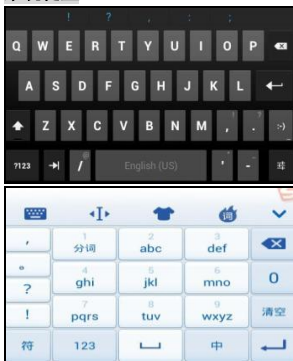 ! ? , : ;
Q W E R T Y U I O P
A S D F G H J K L
Z X C V B N M , . :-)
?123 / English (US) ' -
词
, 1 分词 2 abc 3 def
。 4 ghi 5 jkl 6 mno 0
?
! 7 pqrs 8 tuv 9 wxyz 清空
符 123 中